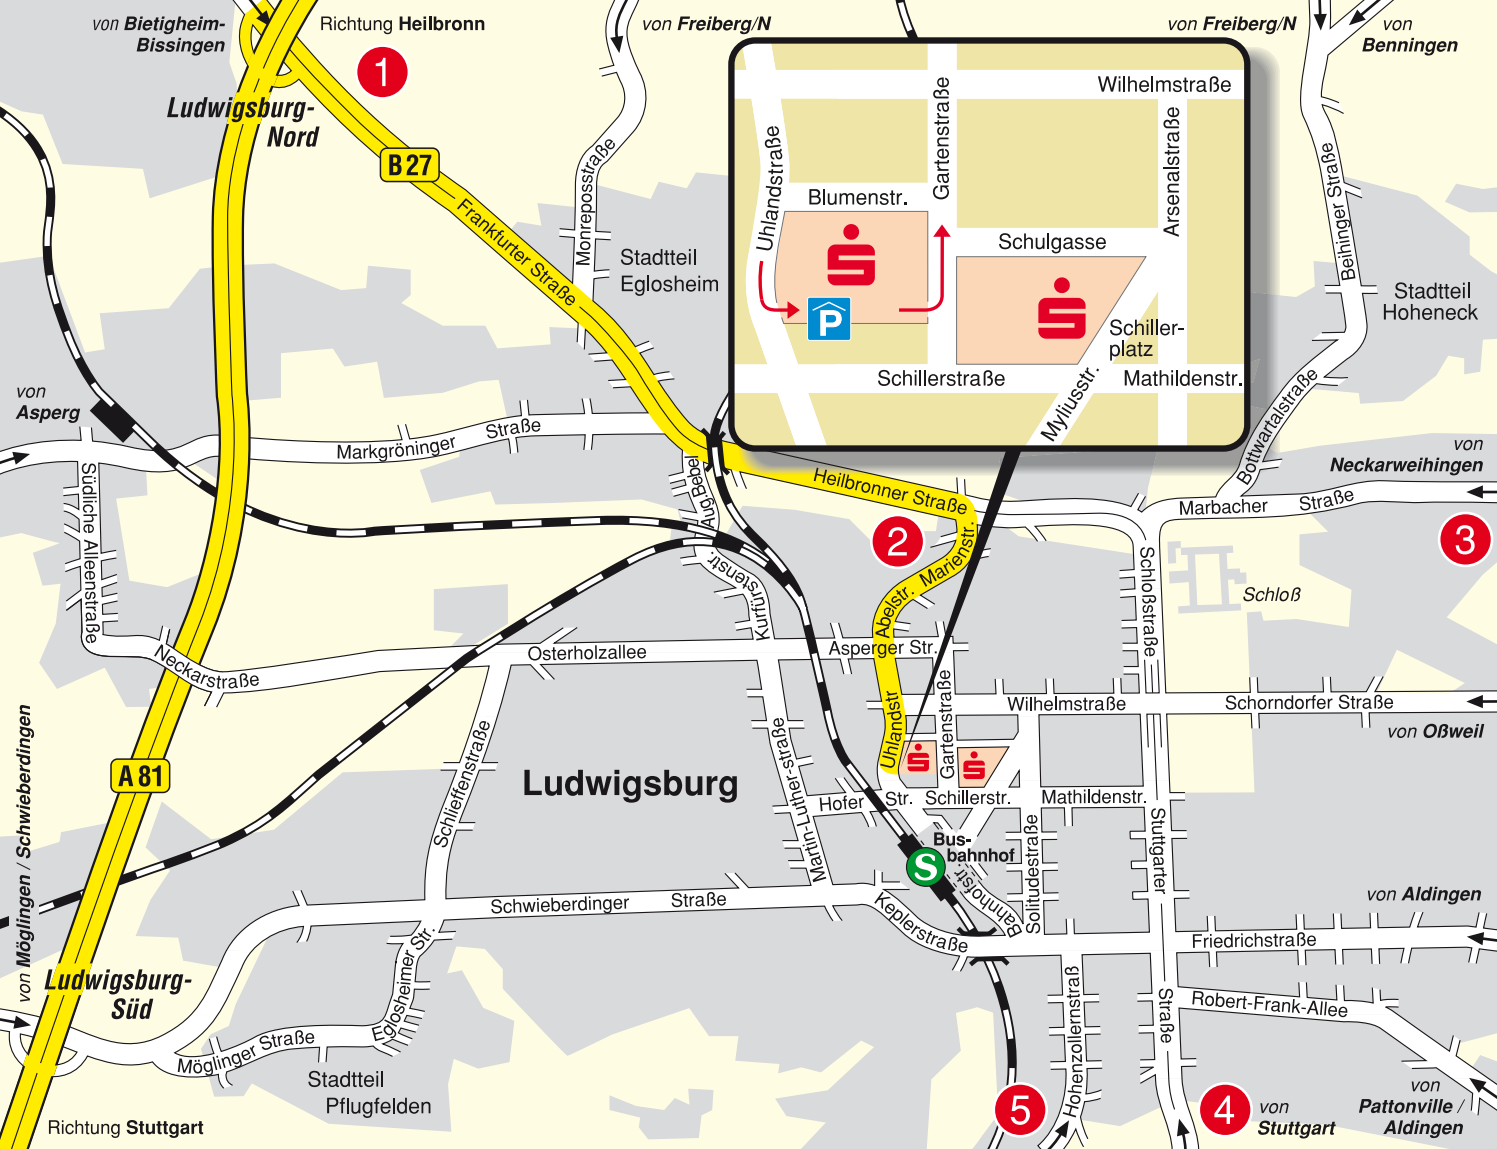 von Bietigheim-
Bissingen
Richtung Heilbronn
1
von Freiberg/N
von Freiberg/N
von
Benningen
Ludwigsburg-
Nord
B 27
Frankfurter Straße
Monreposstraße
Stadtteil
Eglosheim
Wilhelmstraße
Uhlandstraße
Gartenstraße
Arsenalstraße
Blumenstr.
Schulgasse
P
Schiller-
platz
Schillerstraße
Myliusstr.
Mathildenstr.
Beihinger Straße
Stadtteil
Hoheneck
Bottwartalstraße
von
Asperg
Markgröninger Straße
von
Neckarweihingen
Marbacher Straße
3
Südliche Alleenstraße
Aug.Bebel
Heilbronner Straße
2
Marienstr.
Abelstr.
Kurfürstenstr.
Schloßstraße
Schloß
Neckarstraße
Osterholzallee
Asperger Str.
Uhlandstr
Gartenstraße
Wilhelmstraße
Schorndorfer Straße
von Oßweil
von Möglingen / Schwieberdingen
A 81
Schlieffenstraße
Ludwigsburg
Martin-Luther-straße
Hofer Str.
Schillerstr.
Mathildenstr.
Bus-
bahnhof
S
Bahnhofstr.
Solitudestraße
Stuttgarter Straße
von Aldingen
Schwieberdinger Straße
Keplerstraße
Friedrichstraße
Ludwigsburg-
Süd
Eglosheimer Str.
Möglinger Straße
Hohenzollernstraß
Robert-Frank-Allee
Stadtteil
Pflugfelden
Richtung Stuttgart
5
4
von
Stuttgart
von
Pattonville /
Aldingen